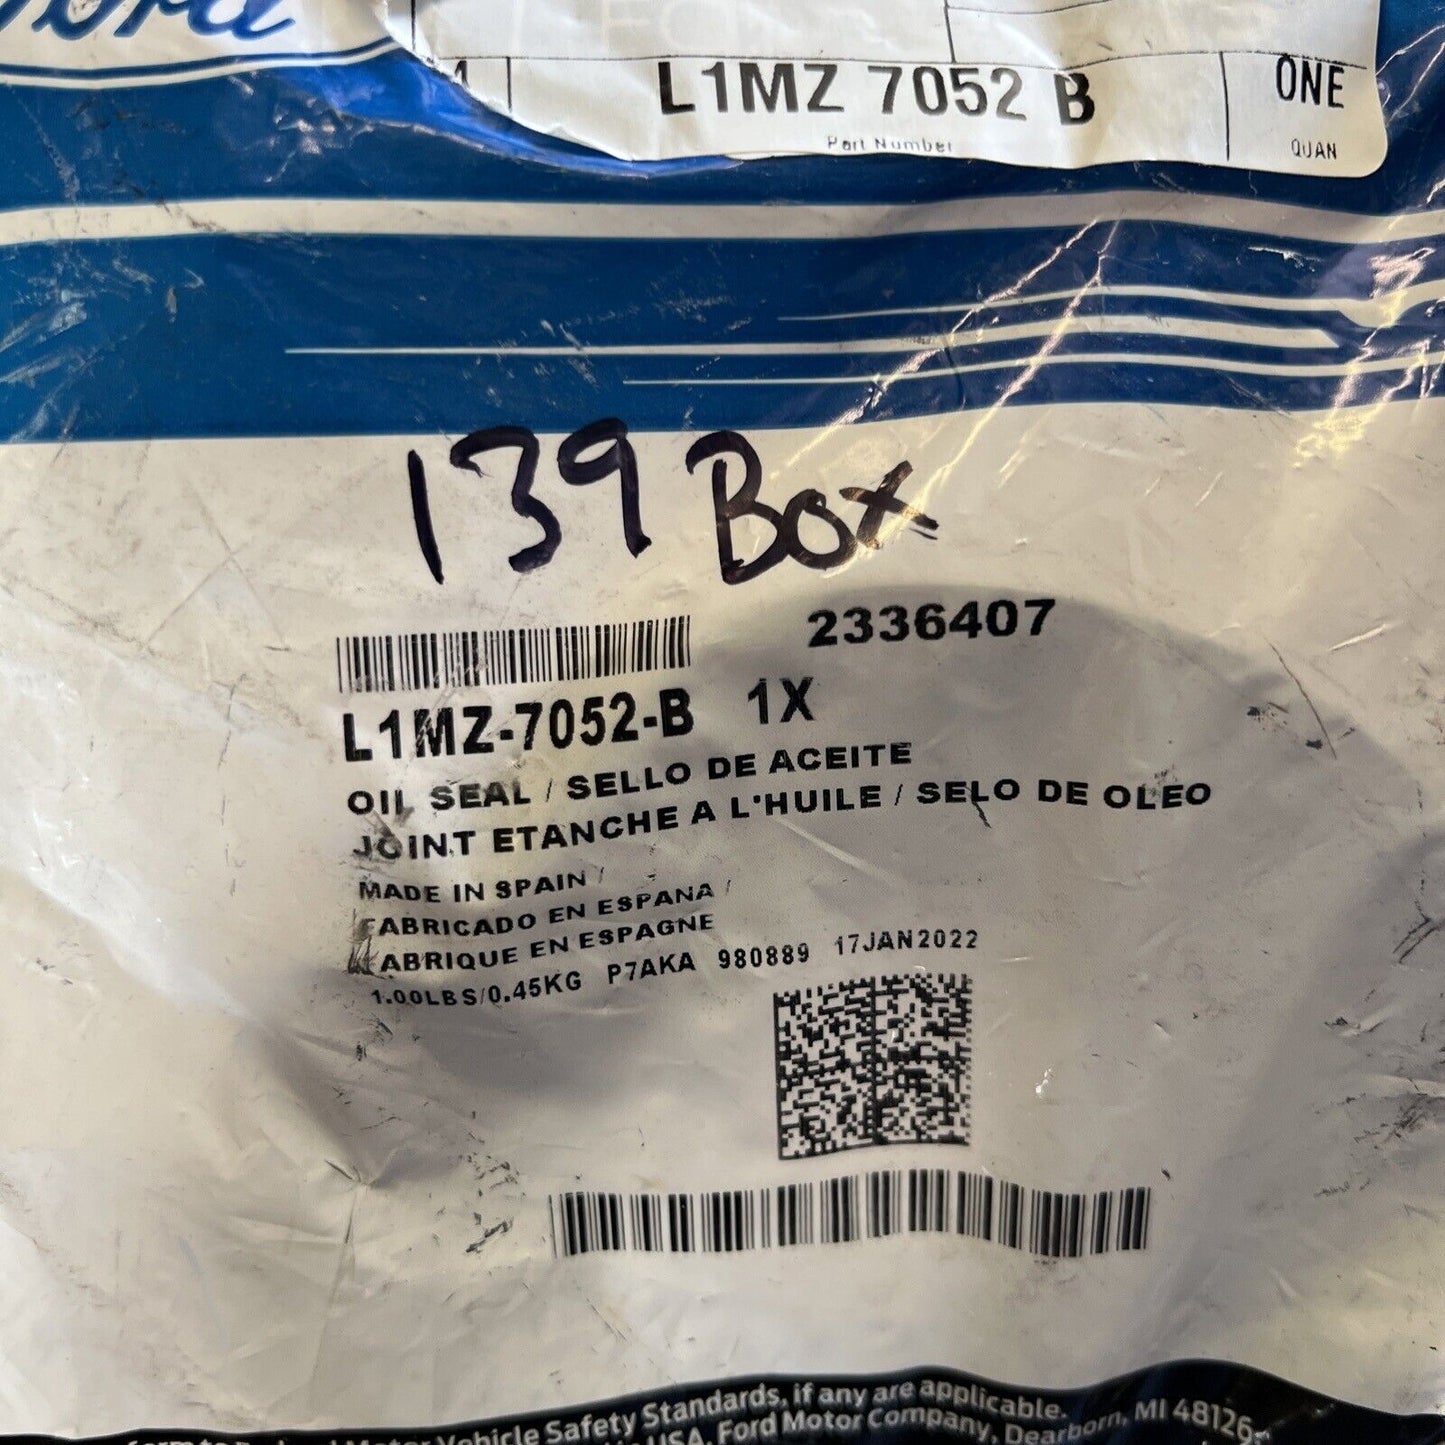 Ford
L1MZ 7052 B
ONE
Part Number
QUAN
139 Box
2336407
L1MZ-7052-B 1X
OIL SEAL / SELLO DE ACEITE
JOINT ETANCHE A L'HUILE / SELO DE OLEO
MADE IN SPAIN /
FABRICADO EN ESPANA /
FABRIQUE EN ESPAGNE
1.00LBS/0.45KG P7AKA 980889 17JAN2022
Motor Vehicle Safety Standards, if any are applicable.
USA, Ford Motor Company, Dearborn, MI 48126